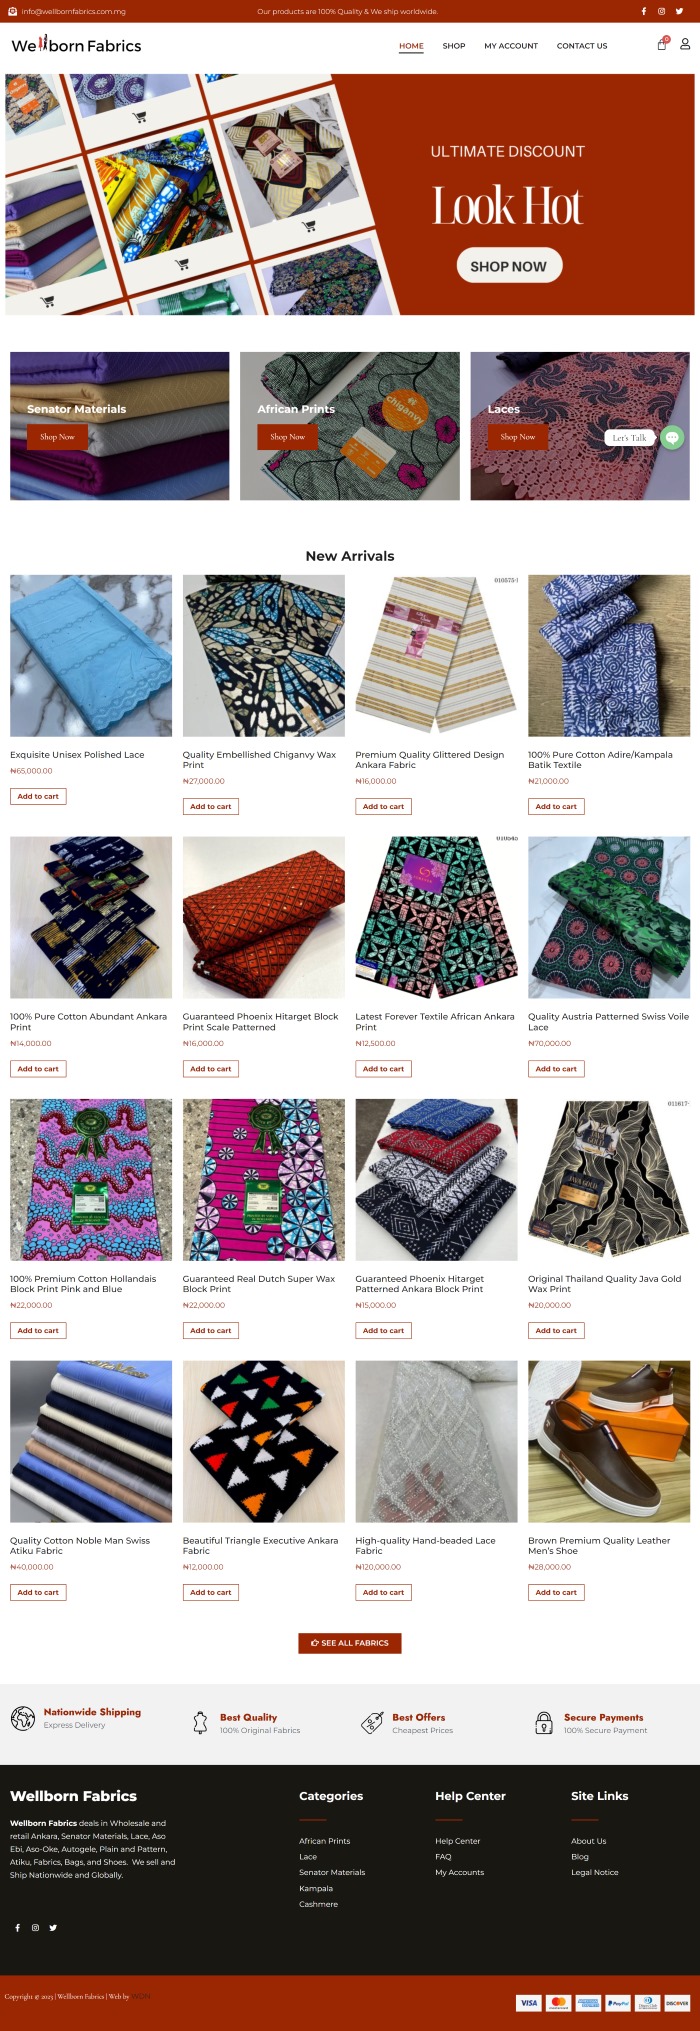 info@wellbornfabrics.com.mg
Our products are 100% Quality & We ship worldwide.
Wellborn Fabrics
HOME SHOP MY ACCOUNT CONTACT US
0
ULTIMATE DISCOUNT
Look Hot
SHOP NOW
Senator Materials
Shop Now
African Prints
Shop Now
chiganvy
Laces
Shop Now
Let's Talk
New Arrivals
Exquisite Unisex Polished Lace
₦65,000.00
Add to cart
Quality Embellished Chiganvy Wax
Print
₦27,000.00
Add to cart
010575-1
Premium Quality Glittered Design
Ankara Fabric
₦16,000.00
Add to cart
100% Pure Cotton Adire/Kampala
Batik Textile
₦21,000.00
Add to cart
100% Pure Cotton Abundant Ankara
Print
₦14,000.00
Add to cart
Guaranteed Phoenix Hitarget Block
Print Scale Patterned
₦16,000.00
Add to cart
Latest Forever Textile African Ankara
Print
₦12,500.00
Add to cart
Quality Austria Patterned Swiss Voile
Lace
₦70,000.00
Add to cart
100% Premium Cotton Hollandais
Block Print Pink and Blue
₦22,000.00
Add to cart
Guaranteed Real Dutch Super Wax
Block Print
₦22,000.00
Add to cart
Guaranteed Phoenix Hitarget
Patterned Ankara Block Print
₦15,000.00
Add to cart
011617-
JAVA GOLD
Original Thailand Quality Java Gold
Wax Print
₦20,000.00
Add to cart
Quality Cotton Noble Man Swiss
Atiku Fabric
₦40,000.00
Add to cart
Beautiful Triangle Executive Ankara
Fabric
₦12,000.00
Add to cart
High-quality Hand-beaded Lace
Fabric
₦120,000.00
Add to cart
Brown Premium Quality Leather
Men's Shoe
₦28,000.00
Add to cart
SEE ALL FABRICS
Nationwide Shipping
Express Delivery
Best Quality
100% Original Fabrics
Best Offers
Cheapest Prices
Secure Payments
100% Secure Payment
Wellborn Fabrics
Wellborn Fabrics deals in Wholesale and
retail Ankara, Senator Materials, Lace, Aso
Ebi, Aso-Oke, Autogele, Plain and Pattern,
Atiku, Fabrics, Bags, and Shoes. We sell and
Ship Nationwide and Globally.
Categories
African Prints
Lace
Senator Materials
Kampala
Cashmere
Help Center
Help Center
FAQ
My Accounts
Site Links
About Us
Blog
Legal Notice
Copyright © 2023 | Wellborn Fabrics | Web by WDN
VISA
PayPal
DISCOVER